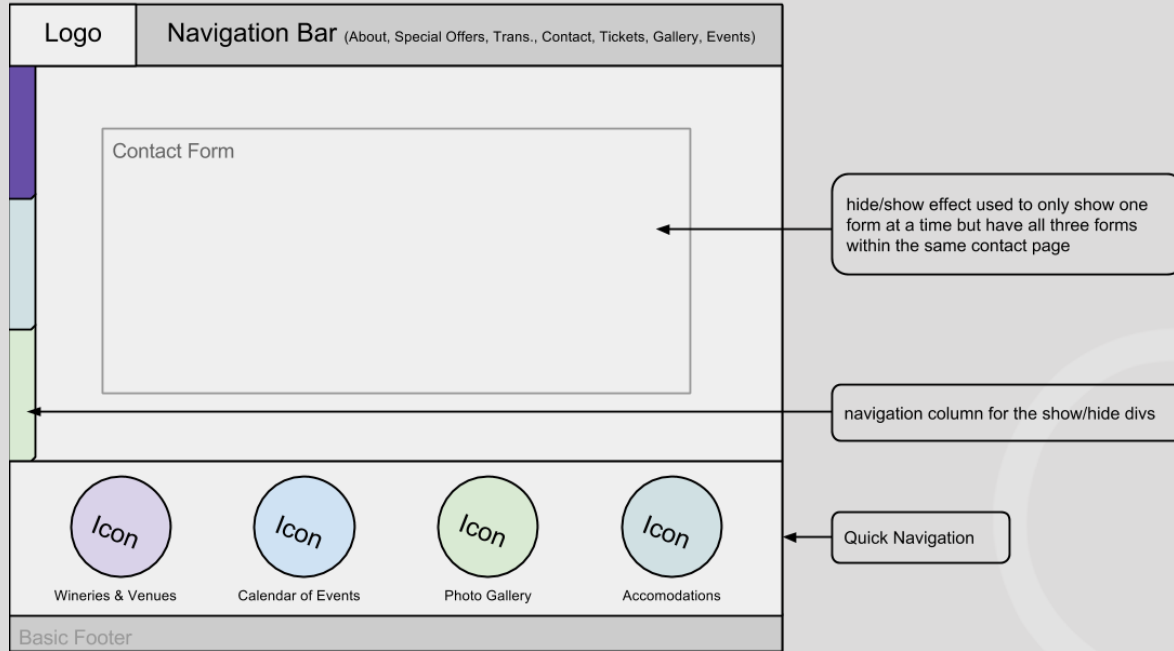 Logo
Navigation Bar (About, Special Offers, Trans., Contact, Tickets, Gallery, Events)
Contact Form
hide/show effect used to only show one
form at a time but have all three forms
within the same contact page
navigation column for the show/hide divs
Icon
Icon
Icon
Icon
Quick Navigation
Wineries & Venues
Calendar of Events
Photo Gallery
Accomodations
Basic Footer